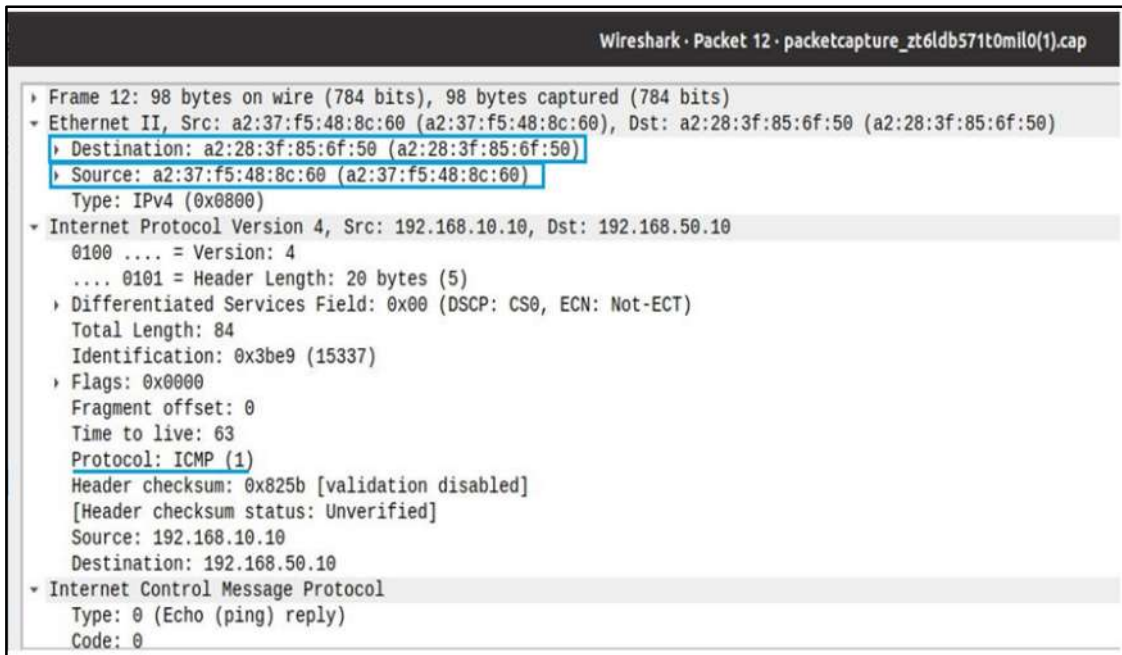 Wireshark · Packet 12 · packetcapture_zt6ldb571t0mil0(1).cap
Frame 12: 98 bytes on wire (784 bits), 98 bytes captured (784 bits)
Ethernet II, Src: a2:37:f5:48:8c:60 (a2:37:f5:48:8c:60), Dst: a2:28:3f:85:6f:50 (a2:28:3f:85:6f:50)
Destination: a2:28:3f:85:6f:50 (a2:28:3f:85:6f:50)
Source: a2:37:f5:48:8c:60 (a2:37:f5:48:8c:60)
Type: IPv4 (0x0800)
Internet Protocol Version 4, Src: 192.168.10.10, Dst: 192.168.50.10
0100 .... = Version: 4
.... 0101 = Header Length: 20 bytes (5)
Differentiated Services Field: 0x00 (DSCP: CS0, ECN: Not-ECT)
Total Length: 84
Identification: 0x3be9 (15337)
Flags: 0x0000
Fragment offset: 0
Time to live: 63
Protocol: ICMP (1)
Header checksum: 0x825b [validation disabled]
[Header checksum status: Unverified]
Source: 192.168.10.10
Destination: 192.168.50.10
Internet Control Message Protocol
Type: 0 (Echo (ping) reply)
Code: 0